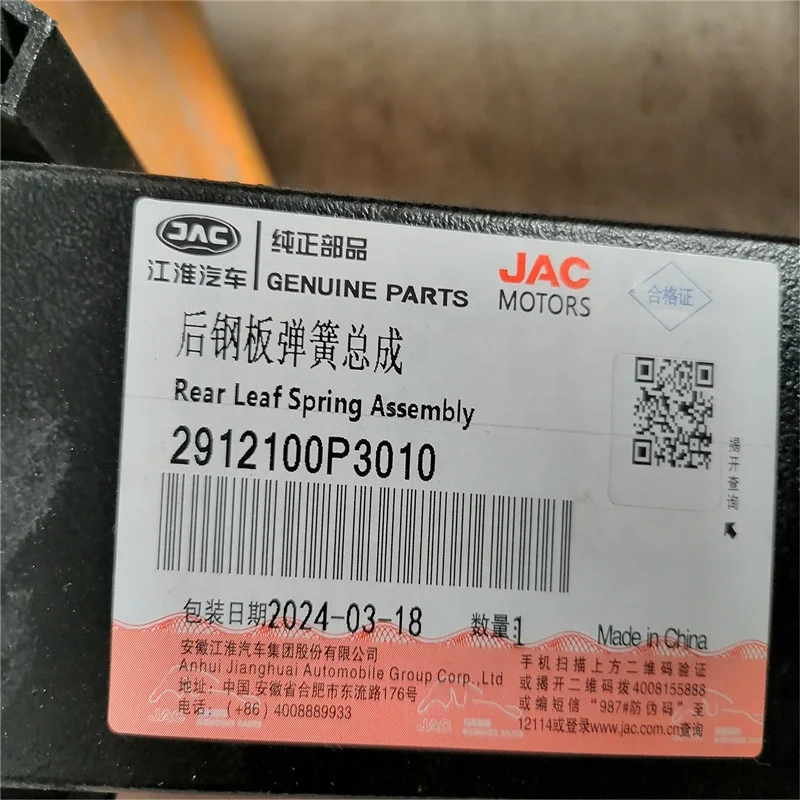 JAC
江淮汽车
纯正部品
GENUINE PARTS
JAC
MOTORS
合格证
后钢板弹簧总成
Rear Leaf Spring Assembly
2912100P3010
揭开查询
包装日期2024-03-18
数量:1
Made in China
安徽江淮汽车集团股份有限公司
Anhui Jianghuai Automobile Group Corp.,Ltd
地址：中国.安徽省合肥市东流路176号
电话：(+86) 4008889933
手机扫描上方二维码验证
或揭开二维码拨4008155888
或编短信“987#防伪码”至
12114或登录www.jac.com.cn查询
JAC
JAC